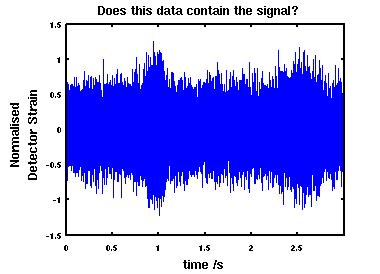 Does this data contain the signal?
1.5
1
0.5
0
-0.5
-1
-1.5
Normalised
Detector Strain
0 0.5 1 1.5 2 2.5
time /s